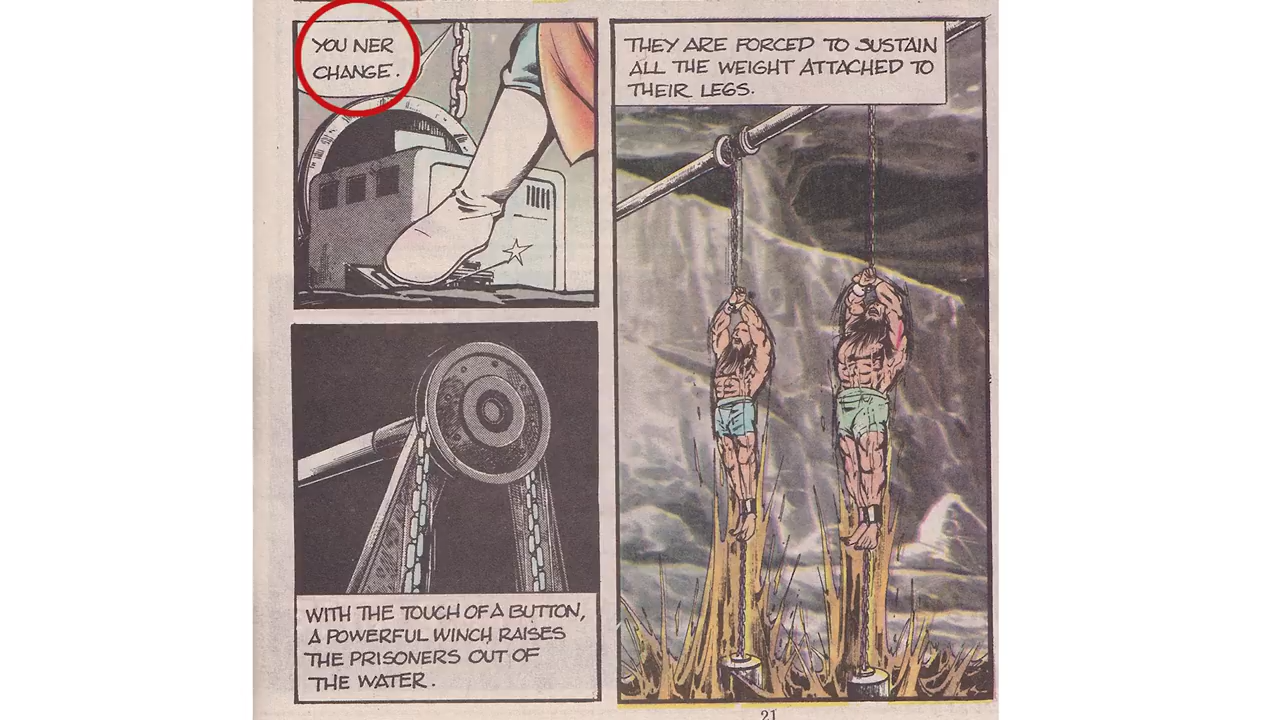 YOU NER
CHANGE.
WITH THE TOUCH OF A BUTTON,
A POWERFUL WINCH RAISES
THE PRISONERS OUT OF
THE WATER.
THEY ARE FORCED TO SUSTAIN
ALL THE WEIGHT ATTACHED TO
THEIR LEGS.
21